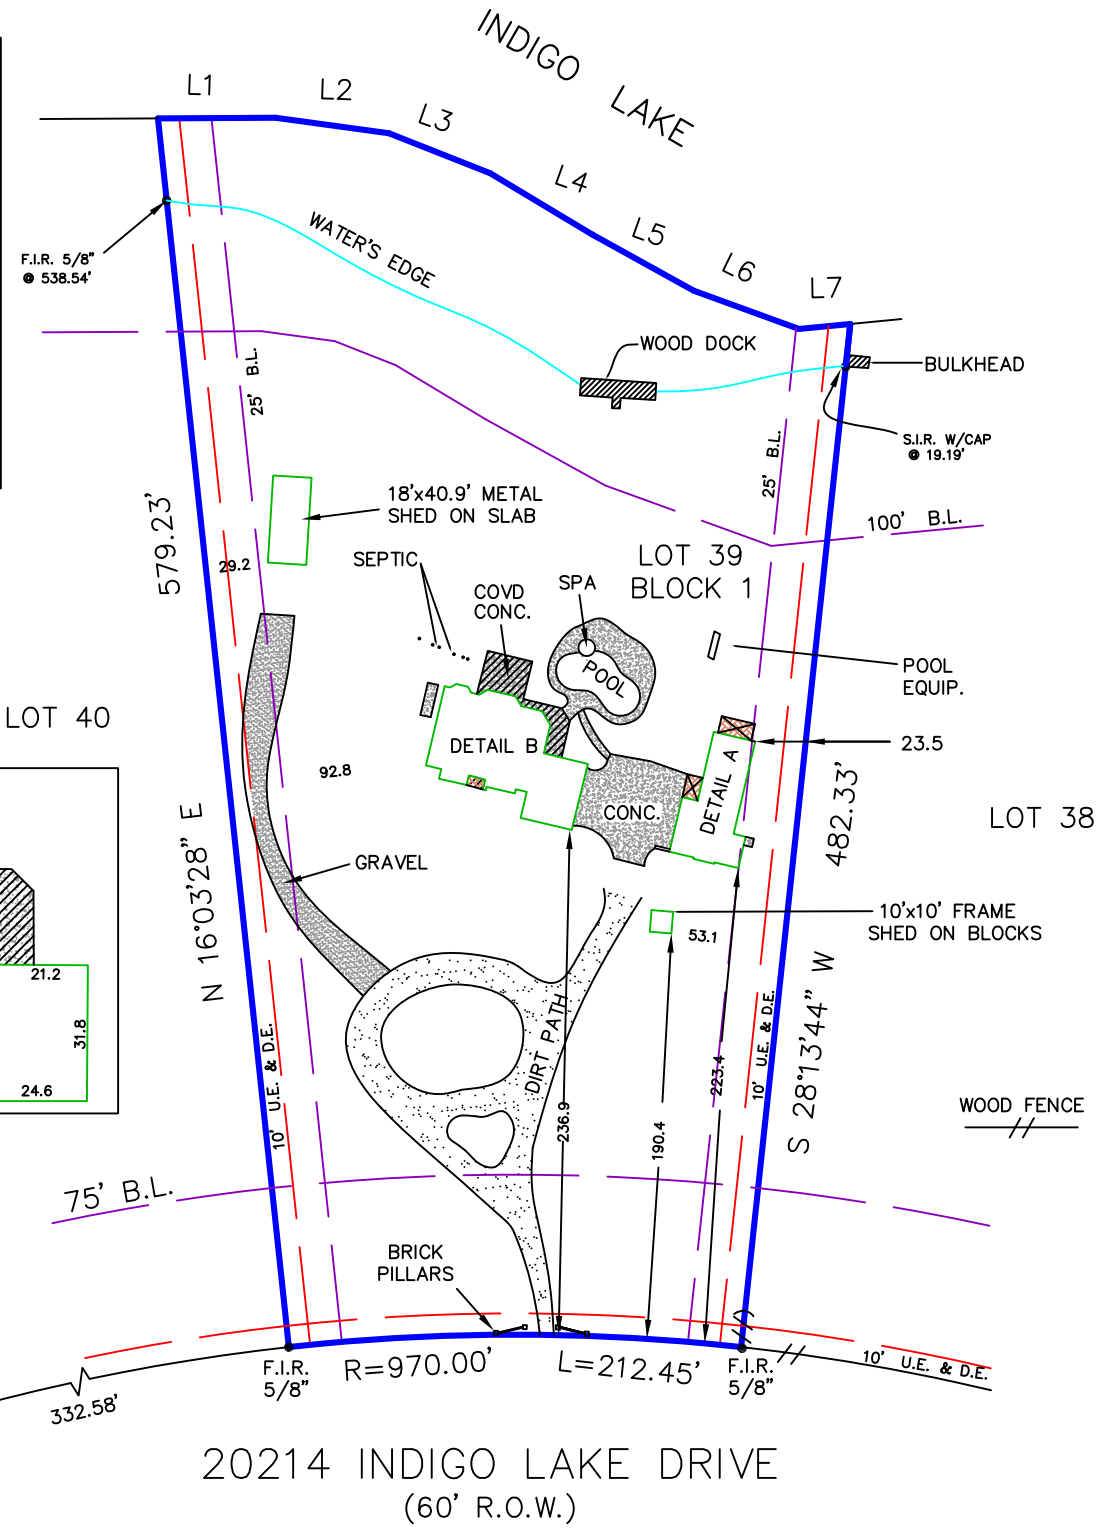 INDIGO LAKE
L1
L2
L3
L4
L5
L6
L7
F.I.R. 5/8"
@ 538.54'
WATER'S EDGE
WOOD DOCK
BULKHEAD
S.I.R. W/CAP
@ 19.19'
25' B.L.
25' B.L.
100' B.L.
18'x40.9' METAL
SHED ON SLAB
579.23'
29.2
SEPTIC
COVD
CONC.
SPA
LOT 39
BLOCK 1
POOL
POOL
EQUIP.
LOT 40
DETAIL B
DETAIL A
23.5
92.8
CONC.
482.33'
LOT 38
N 16°03'28" E
GRAVEL
10'x10' FRAME
SHED ON BLOCKS
53.1
S 28°13'44" W
21.2
31.8
24.6
DIRT PATH
10' U.E. & D.E.
10' U.E. & D.E.
236.9
190.4
223.4
WOOD FENCE
75' B.L.
BRICK
PILLARS
F.I.R.
5/8"
R=970.00'
L=212.45'
F.I.R.
5/8"
10' U.E. & D.E.
332.58'
20214 INDIGO LAKE DRIVE
(60' R.O.W.)